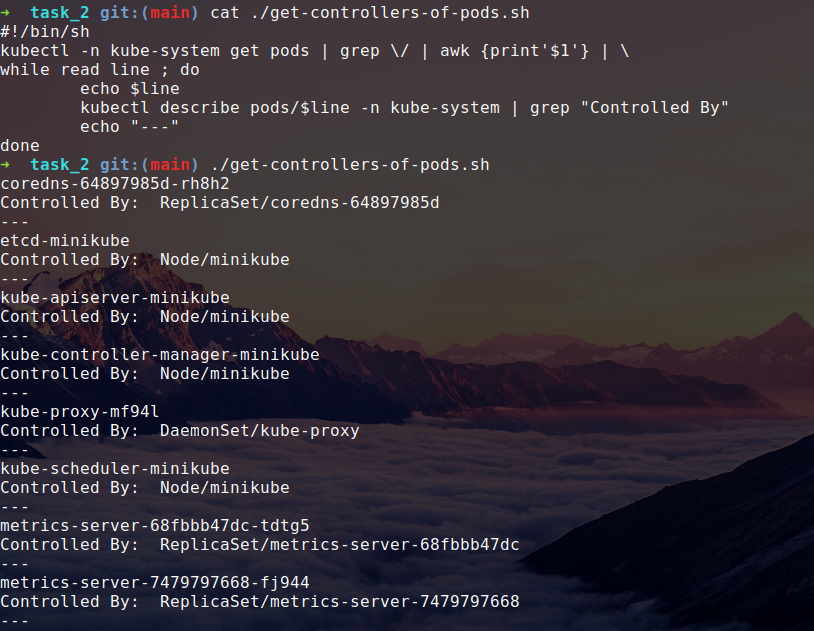 ➜  task_2 git:(main) cat ./get-controllers-of-pods.sh
#!/bin/sh
kubectl -n kube-system get pods | grep \/ | awk {print'$1'} | \
while read line ; do
        echo $line
        kubectl describe pods/$line -n kube-system | grep "Controlled By"
        echo "---"
done
➜  task_2 git:(main) ./get-controllers-of-pods.sh
coredns-64897985d-rh8h2
Controlled By:  ReplicaSet/coredns-64897985d
---
etcd-minikube
Controlled By:  Node/minikube
---
kube-apiserver-minikube
Controlled By:  Node/minikube
---
kube-controller-manager-minikube
Controlled By:  Node/minikube
---
kube-proxy-mf94l
Controlled By:  DaemonSet/kube-proxy
---
kube-scheduler-minikube
Controlled By:  Node/minikube
---
metrics-server-68fbbb47dc-tdtg5
Controlled By:  ReplicaSet/metrics-server-68fbbb47dc
---
metrics-server-7479797668-fj944
Controlled By:  ReplicaSet/metrics-server-7479797668
---